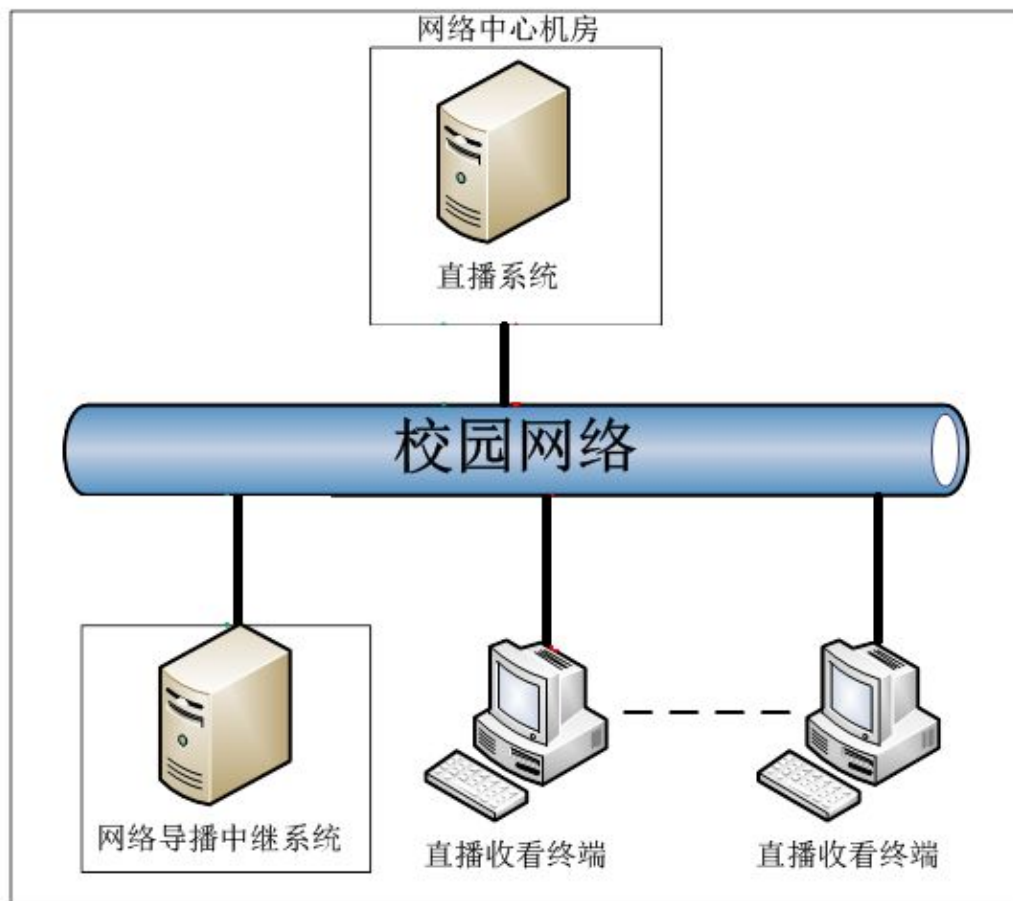 网络中心机房
直播系统
校园网络
网络导播中继系统
直播收看终端
直播收看终端